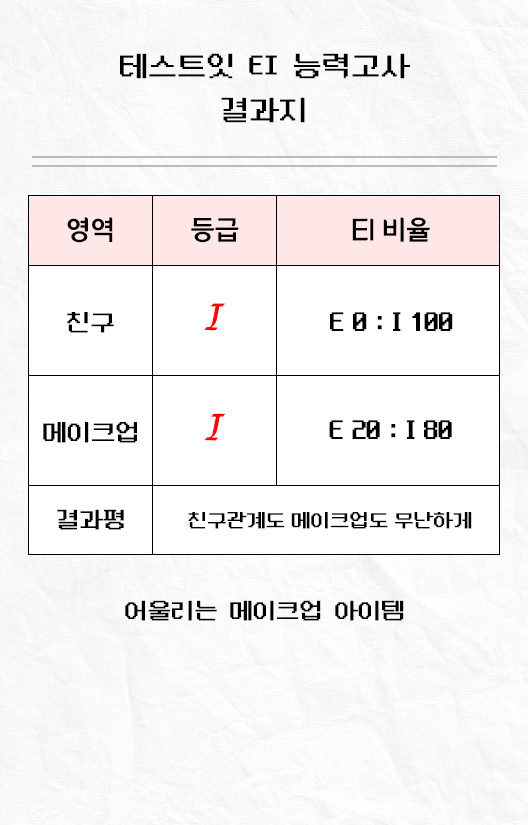 테스트잇 EI 능력고사
결과지
영역 등급 EI 비율
친구 I E 0 : I 100
메이크업 I E 20 : I 80
결과평 친구관계도 메이크업도 무난하게
어울리는 메이크업 아이템